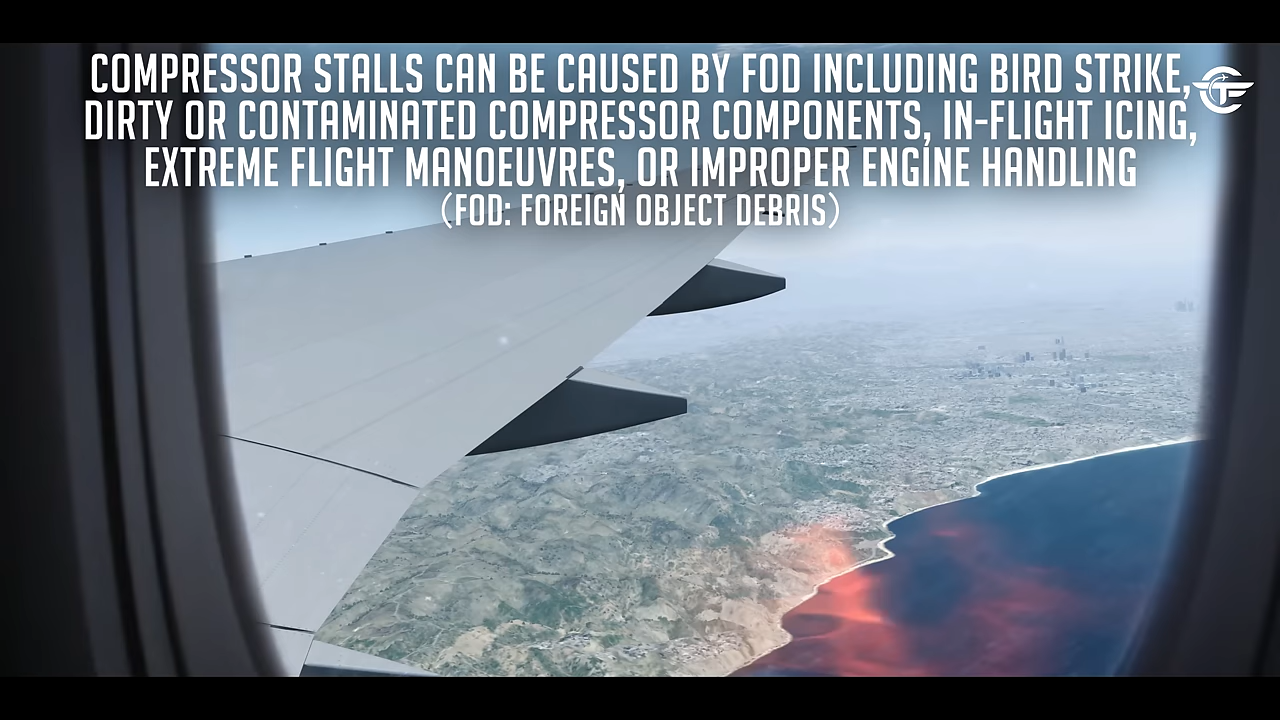 COMPRESSOR STALLS CAN BE CAUSED BY FOD INCLUDING BIRD STRIKE,
DIRTY OR CONTAMINATED COMPRESSOR COMPONENTS, IN-FLIGHT ICING,
EXTREME FLIGHT MANOEUVRES, OR IMPROPER ENGINE HANDLING
(FOD: FOREIGN OBJECT DEBRIS)